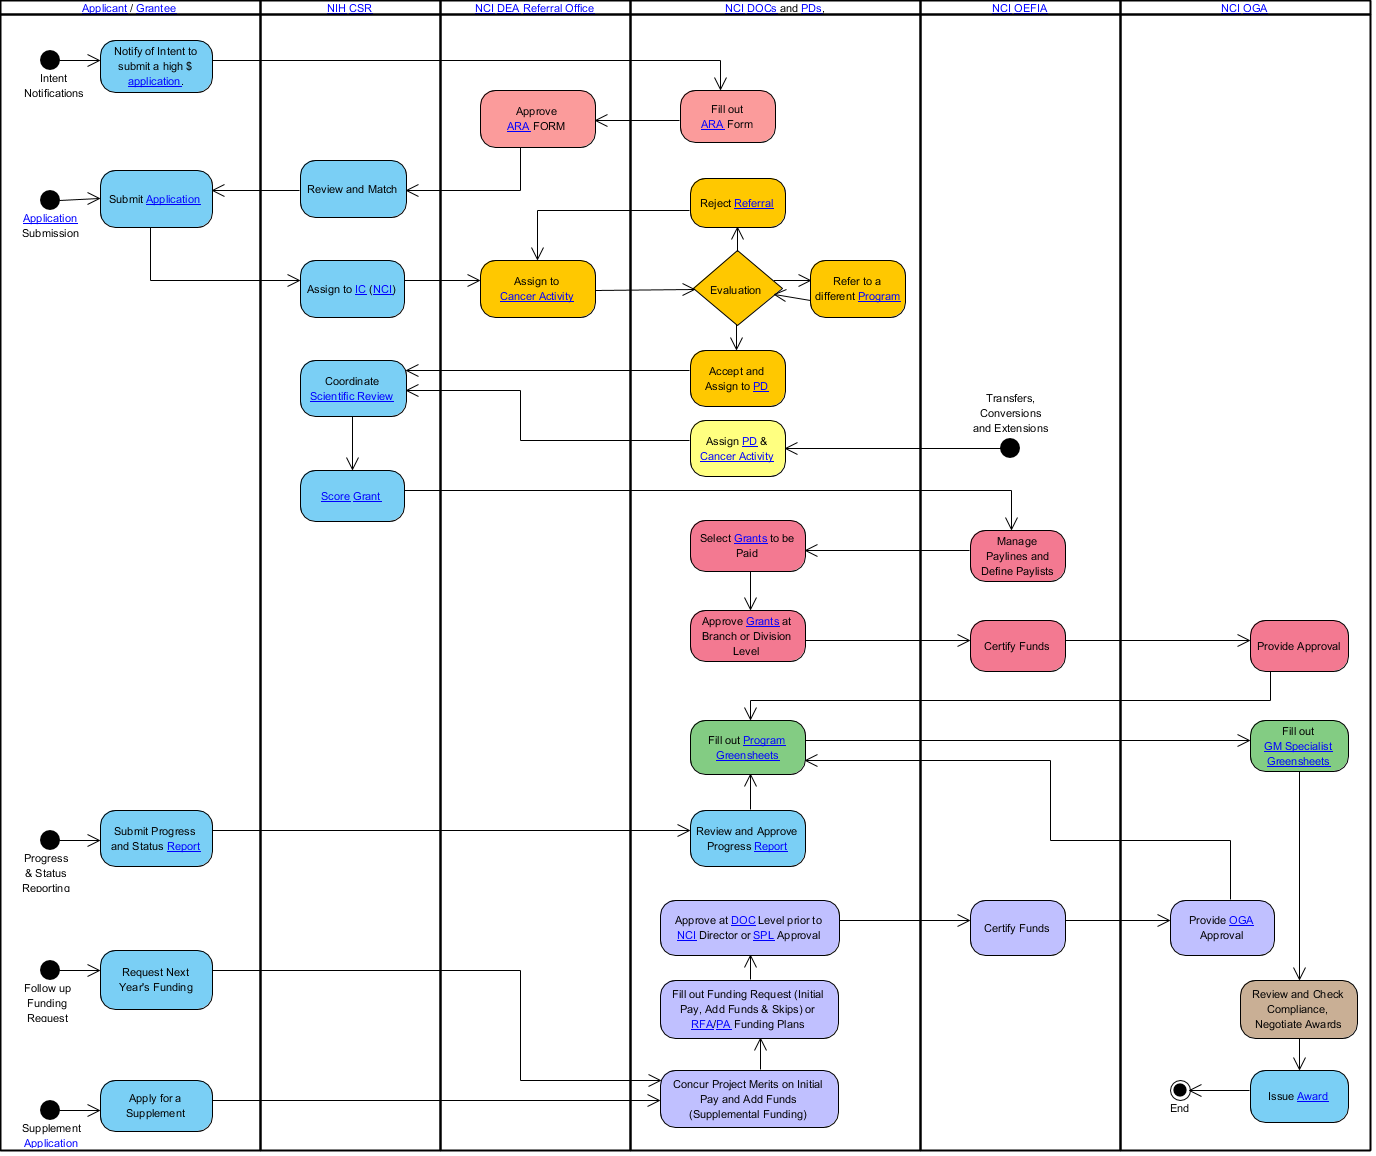 Applicant / Grantee
NIH CSR
NCI DEA Referral Office
NCI DOCs and PDs,
NCI OEFIA
NCI OGA
Intent
Notifications
Notify of Intent to
submit a high $
application.
Approve
ARA FORM
Fill out
ARA Form
Application
Submission
Submit Application
Review and Match
Reject Referral
Assign to IC (NCI)
Assign to
Cancer Activity
Evaluation
Refer to a
different Program
Coordinate
Scientific Review
Accept and
Assign to PD
Transfers,
Conversions
and Extensions
Assign PD &
Cancer Activity
Score Grant
Select Grants to be
Paid
Manage
Paylines and
Define Paylists
Approve Grants at
Branch or Division
Level
Certify Funds
Provide Approval
Fill out Program
Greensheets
Fill out
GM Specialist
Greensheets
Progress
& Status
Reporting
Submit Progress
and Status Report
Review and Approve
Progress Report
Approve at DOC Level prior to
NCI Director or SPL Approval
Certify Funds
Provide OGA
Approval
Follow up
Funding
Request
Request Next
Year's Funding
Fill out Funding Request (Initial
Pay, Add Funds & Skips) or
RFA/PA Funding Plans
Review and Check
Compliance,
Negotiate Awards
Supplement
Application
Apply for a
Supplement
Concur Project Merits on Initial
Pay and Add Funds
(Supplemental Funding)
End
Issue Award